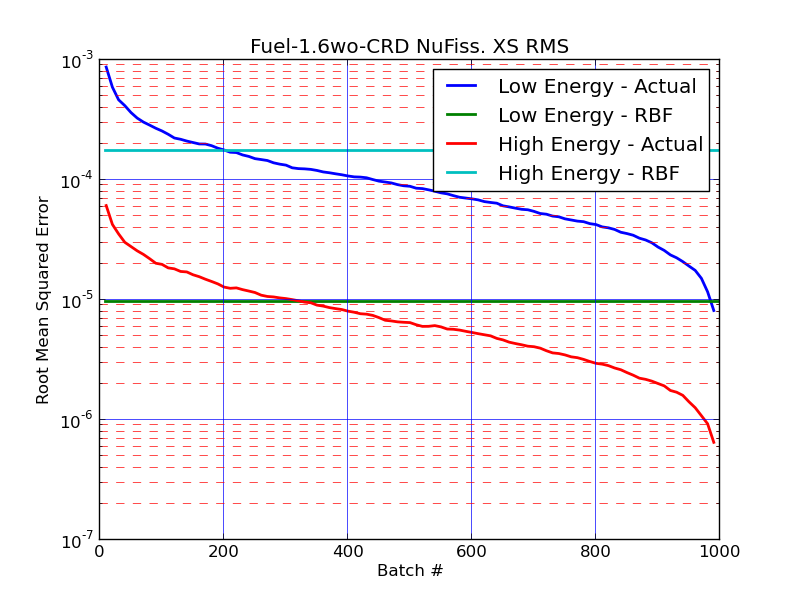 Fuel-1.6wo-CRD NuFiss. XS RMS
Low Energy - Actual
Low Energy - RBF
High Energy - Actual
High Energy - RBF
Root Mean Squared Error
10^-3
10^-4
10^-5
10^-6
10^-7
0 200 400 600 800 1000
Batch #